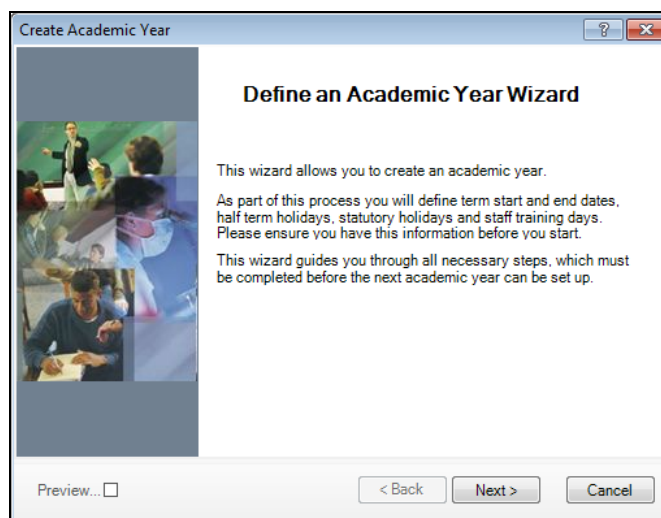 Create Academic Year
Define an Academic Year Wizard
This wizard allows you to create an academic year.
As part of this process you will define term start and end dates,
half term holidays, statutory holidays and staff training days.
Please ensure you have this information before you start.
This wizard guides you through all necessary steps, which must
be completed before the next academic year can be set up.
Preview...
< Back
Next >
Cancel